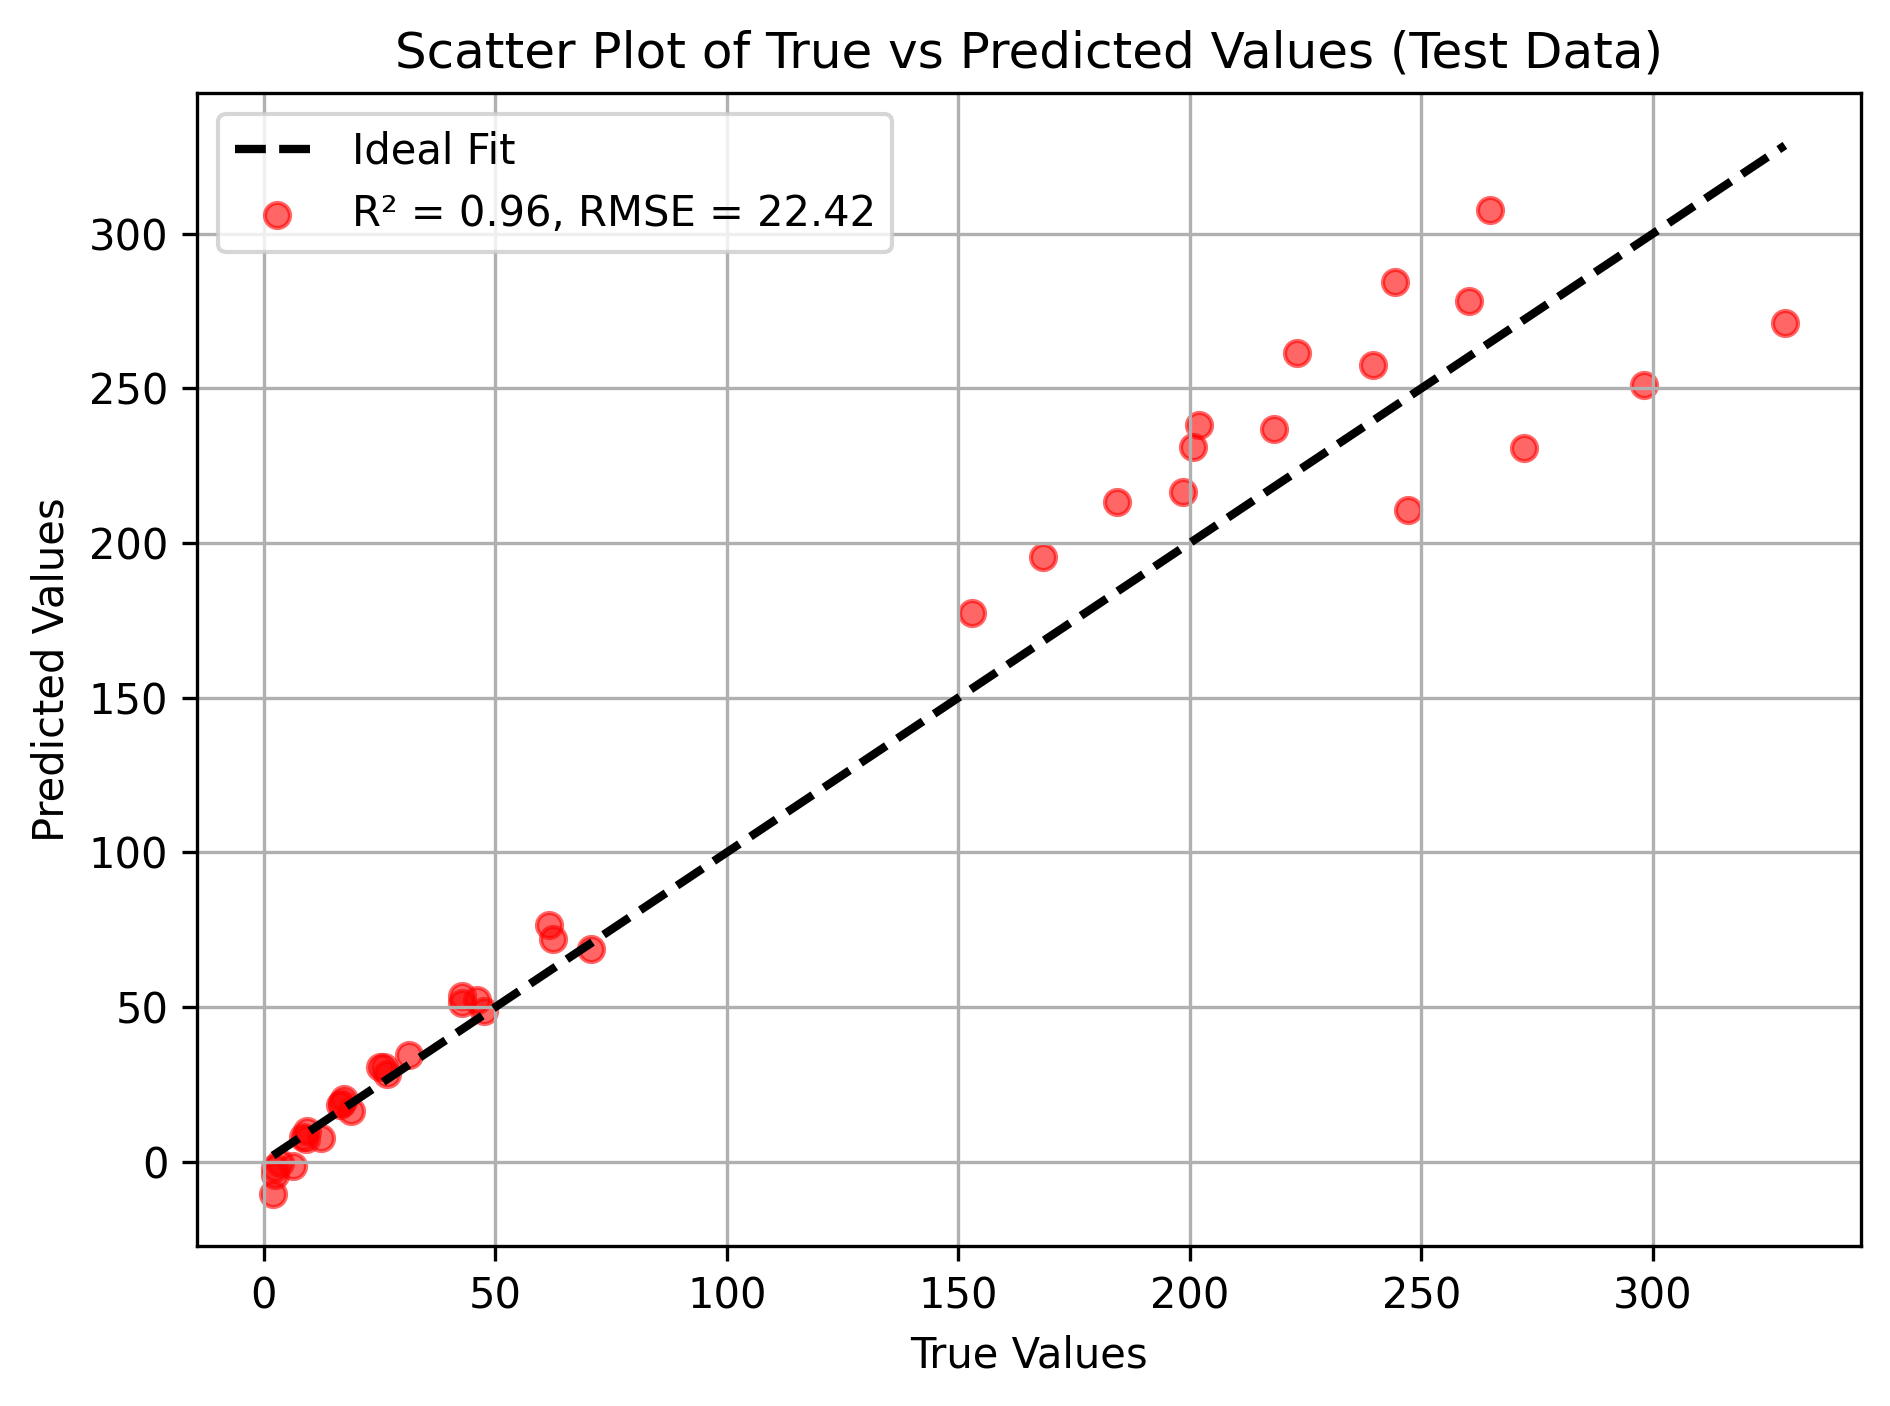 Scatter Plot of True vs Predicted Values (Test Data)
Ideal Fit
R² = 0.96, RMSE = 22.42
300
250
200
150
100
50
0
Predicted Values
0 50 100 150 200 250 300
True Values